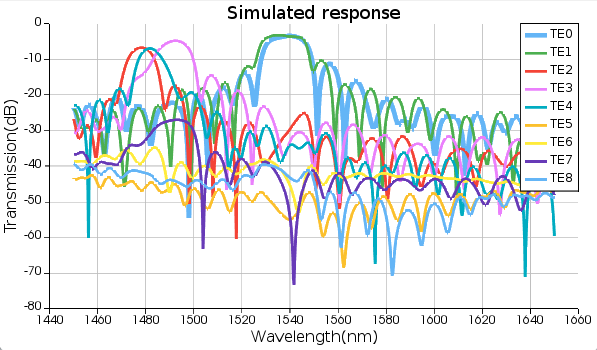 Simulated response
Transmission(dB)
0
-10
-20
-30
-40
-50
-60
-70
-80
1440 1460 1480 1500 1520 1540 1560 1580 1600 1620 1640 1660
Wavelength(nm)
TE0
TE1
TE2
TE3
TE4
TE5
TE6
TE7
TE8